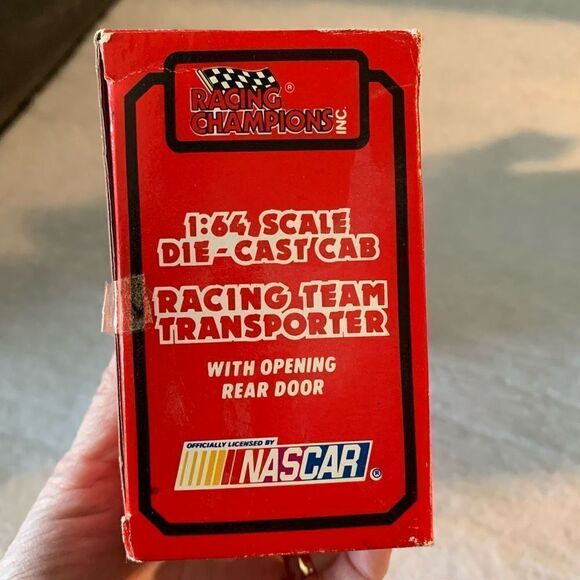 RACING ®
CHAMPIONS INC.
1:64 SCALE
DIE-CAST CAB
RACING TEAM
TRANSPORTER
WITH OPENING
REAR DOOR
OFFICIALLY LICENSED BY
NASCAR ®